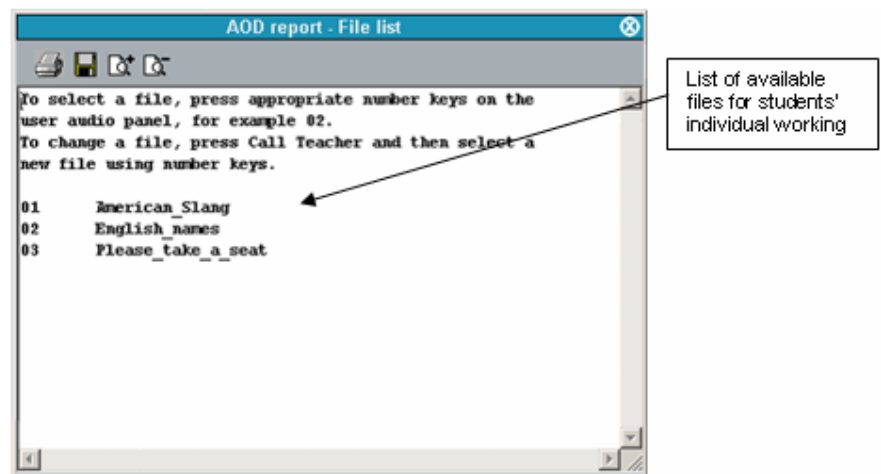 AOD report - File list
To select a file, press appropriate number keys on the
user audio panel, for example 02.
To change a file, press Call Teacher and then select a
new file using number keys.
01 American_Slang
02 English_names
03 Please_take_a_seat
List of available
files for students'
individual working